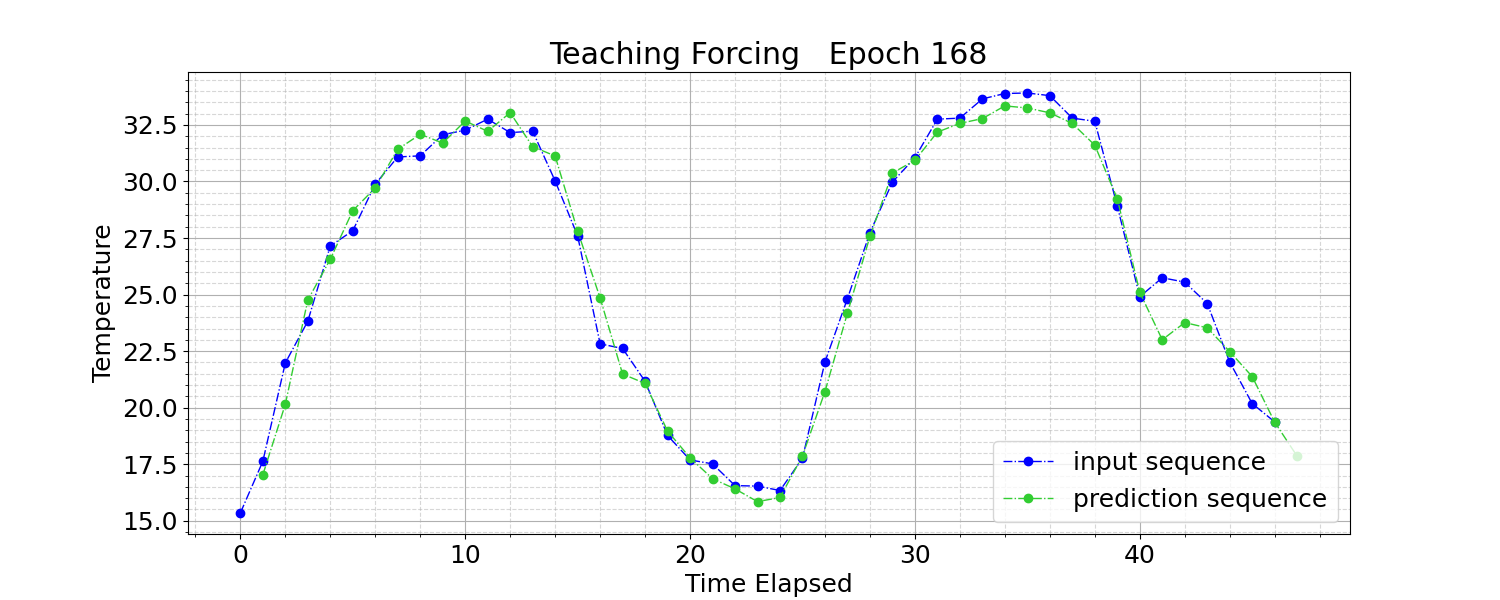 Teaching Forcing   Epoch 168
Temperature
32.5
30.0
27.5
25.0
22.5
20.0
17.5
15.0
input sequence
prediction sequence
0 10 20 30 40
Time Elapsed